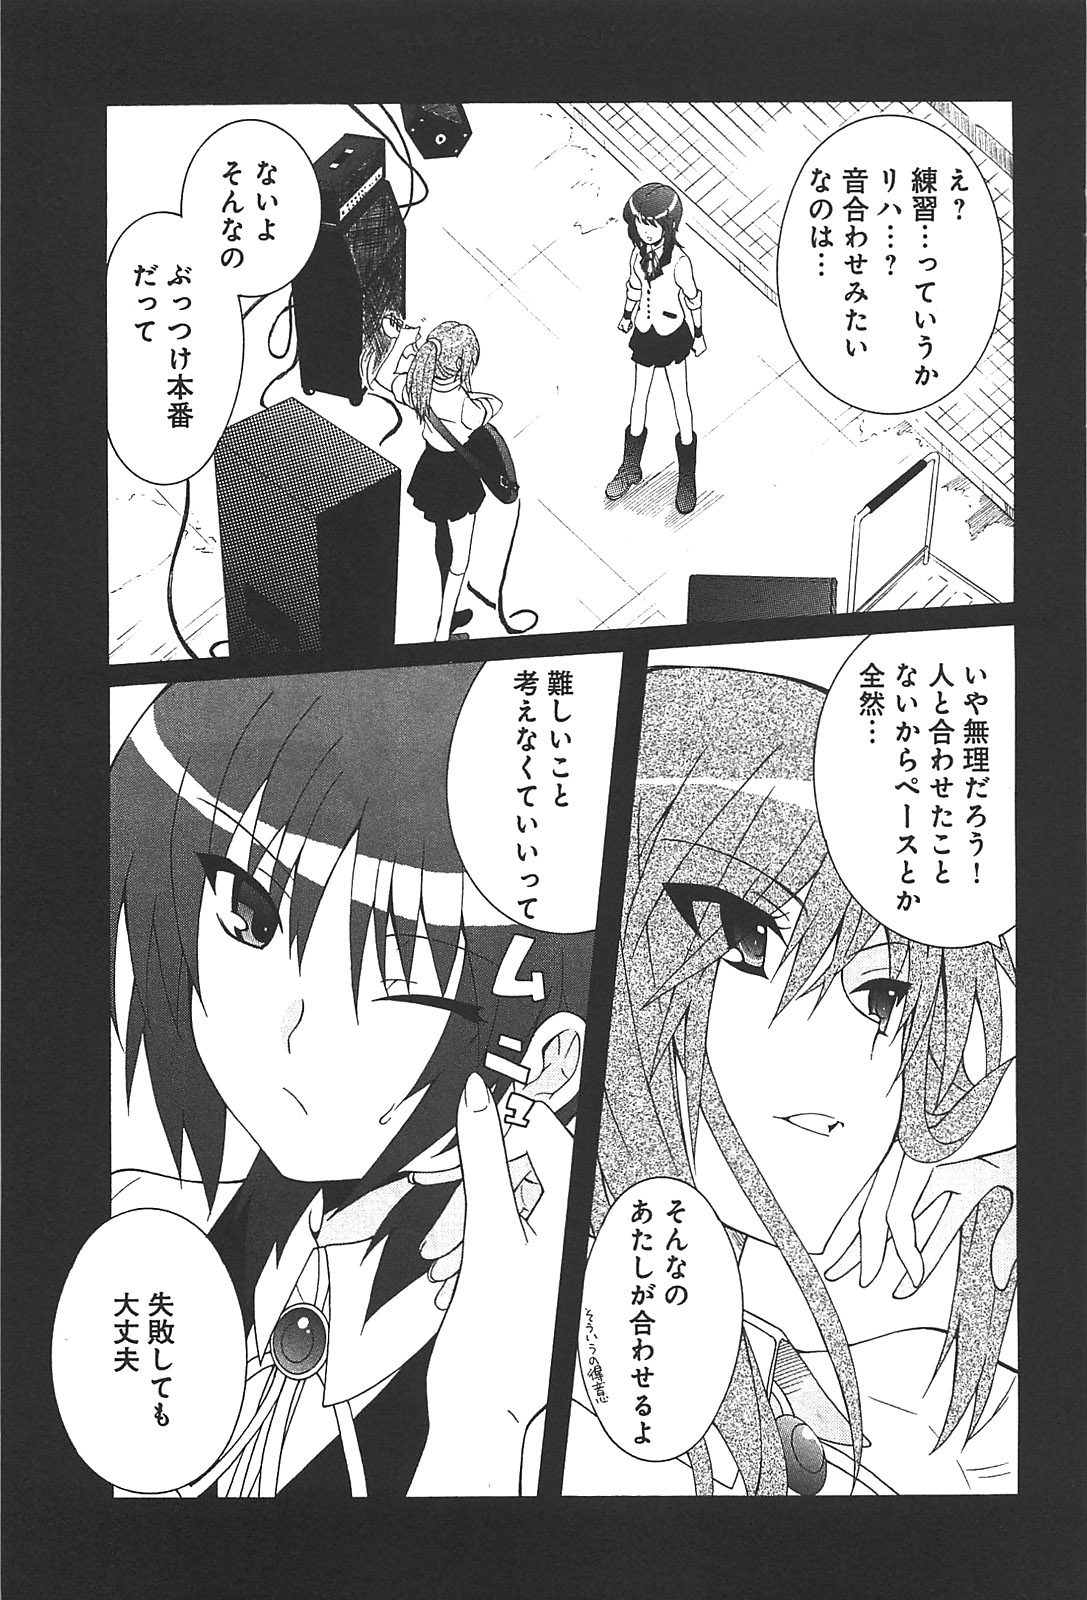 え？
練習…っていうか
リハ…？
音合わせみたい
なのは…
ないよ
そんなの
ぶっつけ本番
だって
いや無理だろう！
人と合わせたこと
ないからペースとか
全然…
そんなの
あたしが合わせるよ
そういうの得意
難しいこと
考えなくていいって
ムニュ
失敗しても
大丈夫